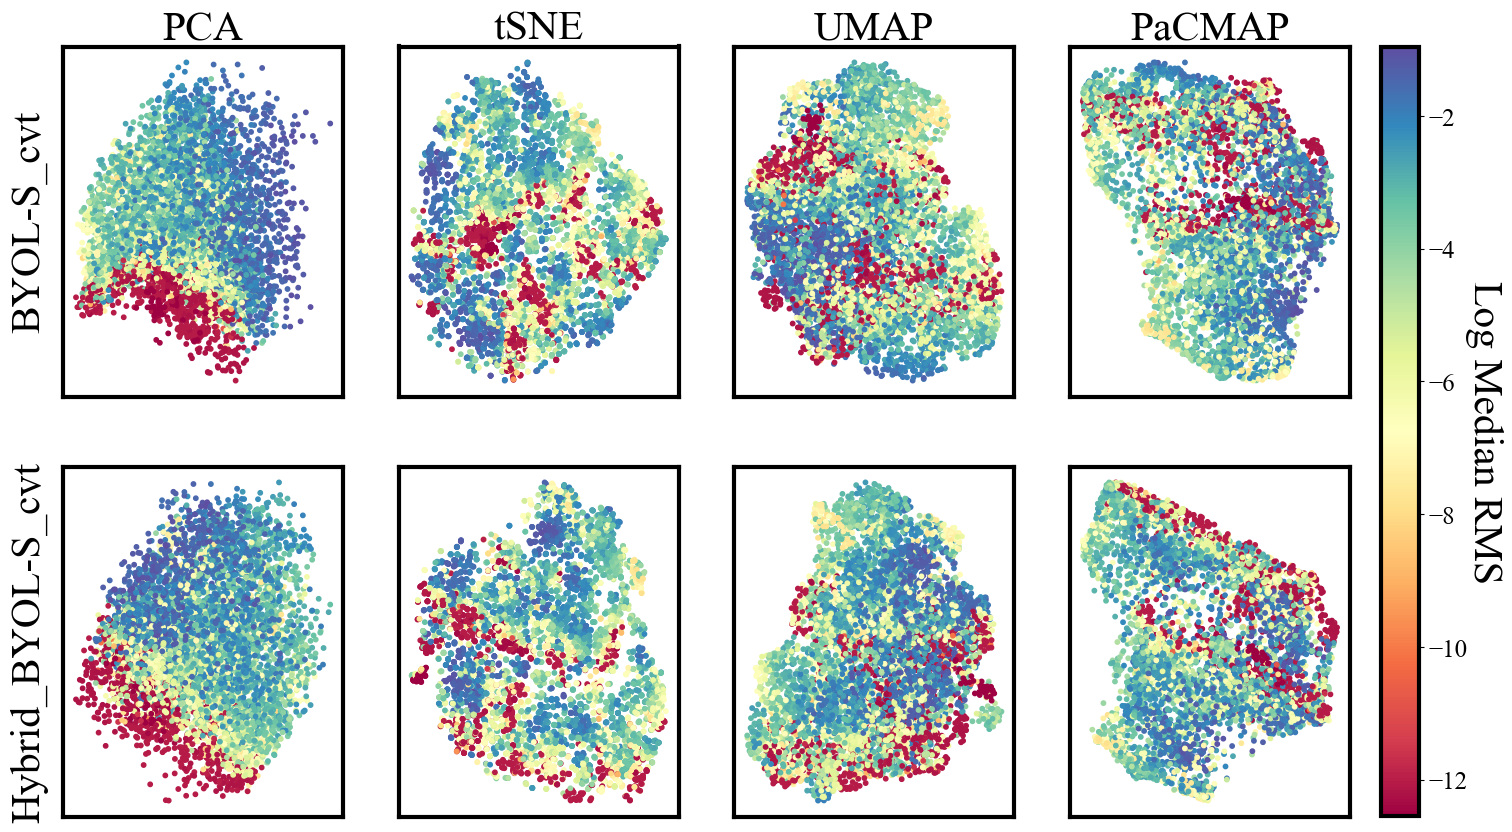 PCA
tSNE
UMAP
PaCMAP
BYOL-S_cvt
Hybrid_BYOL-S_cvt
−2
−4
−6
−8
−10
−12
Log Median RMS